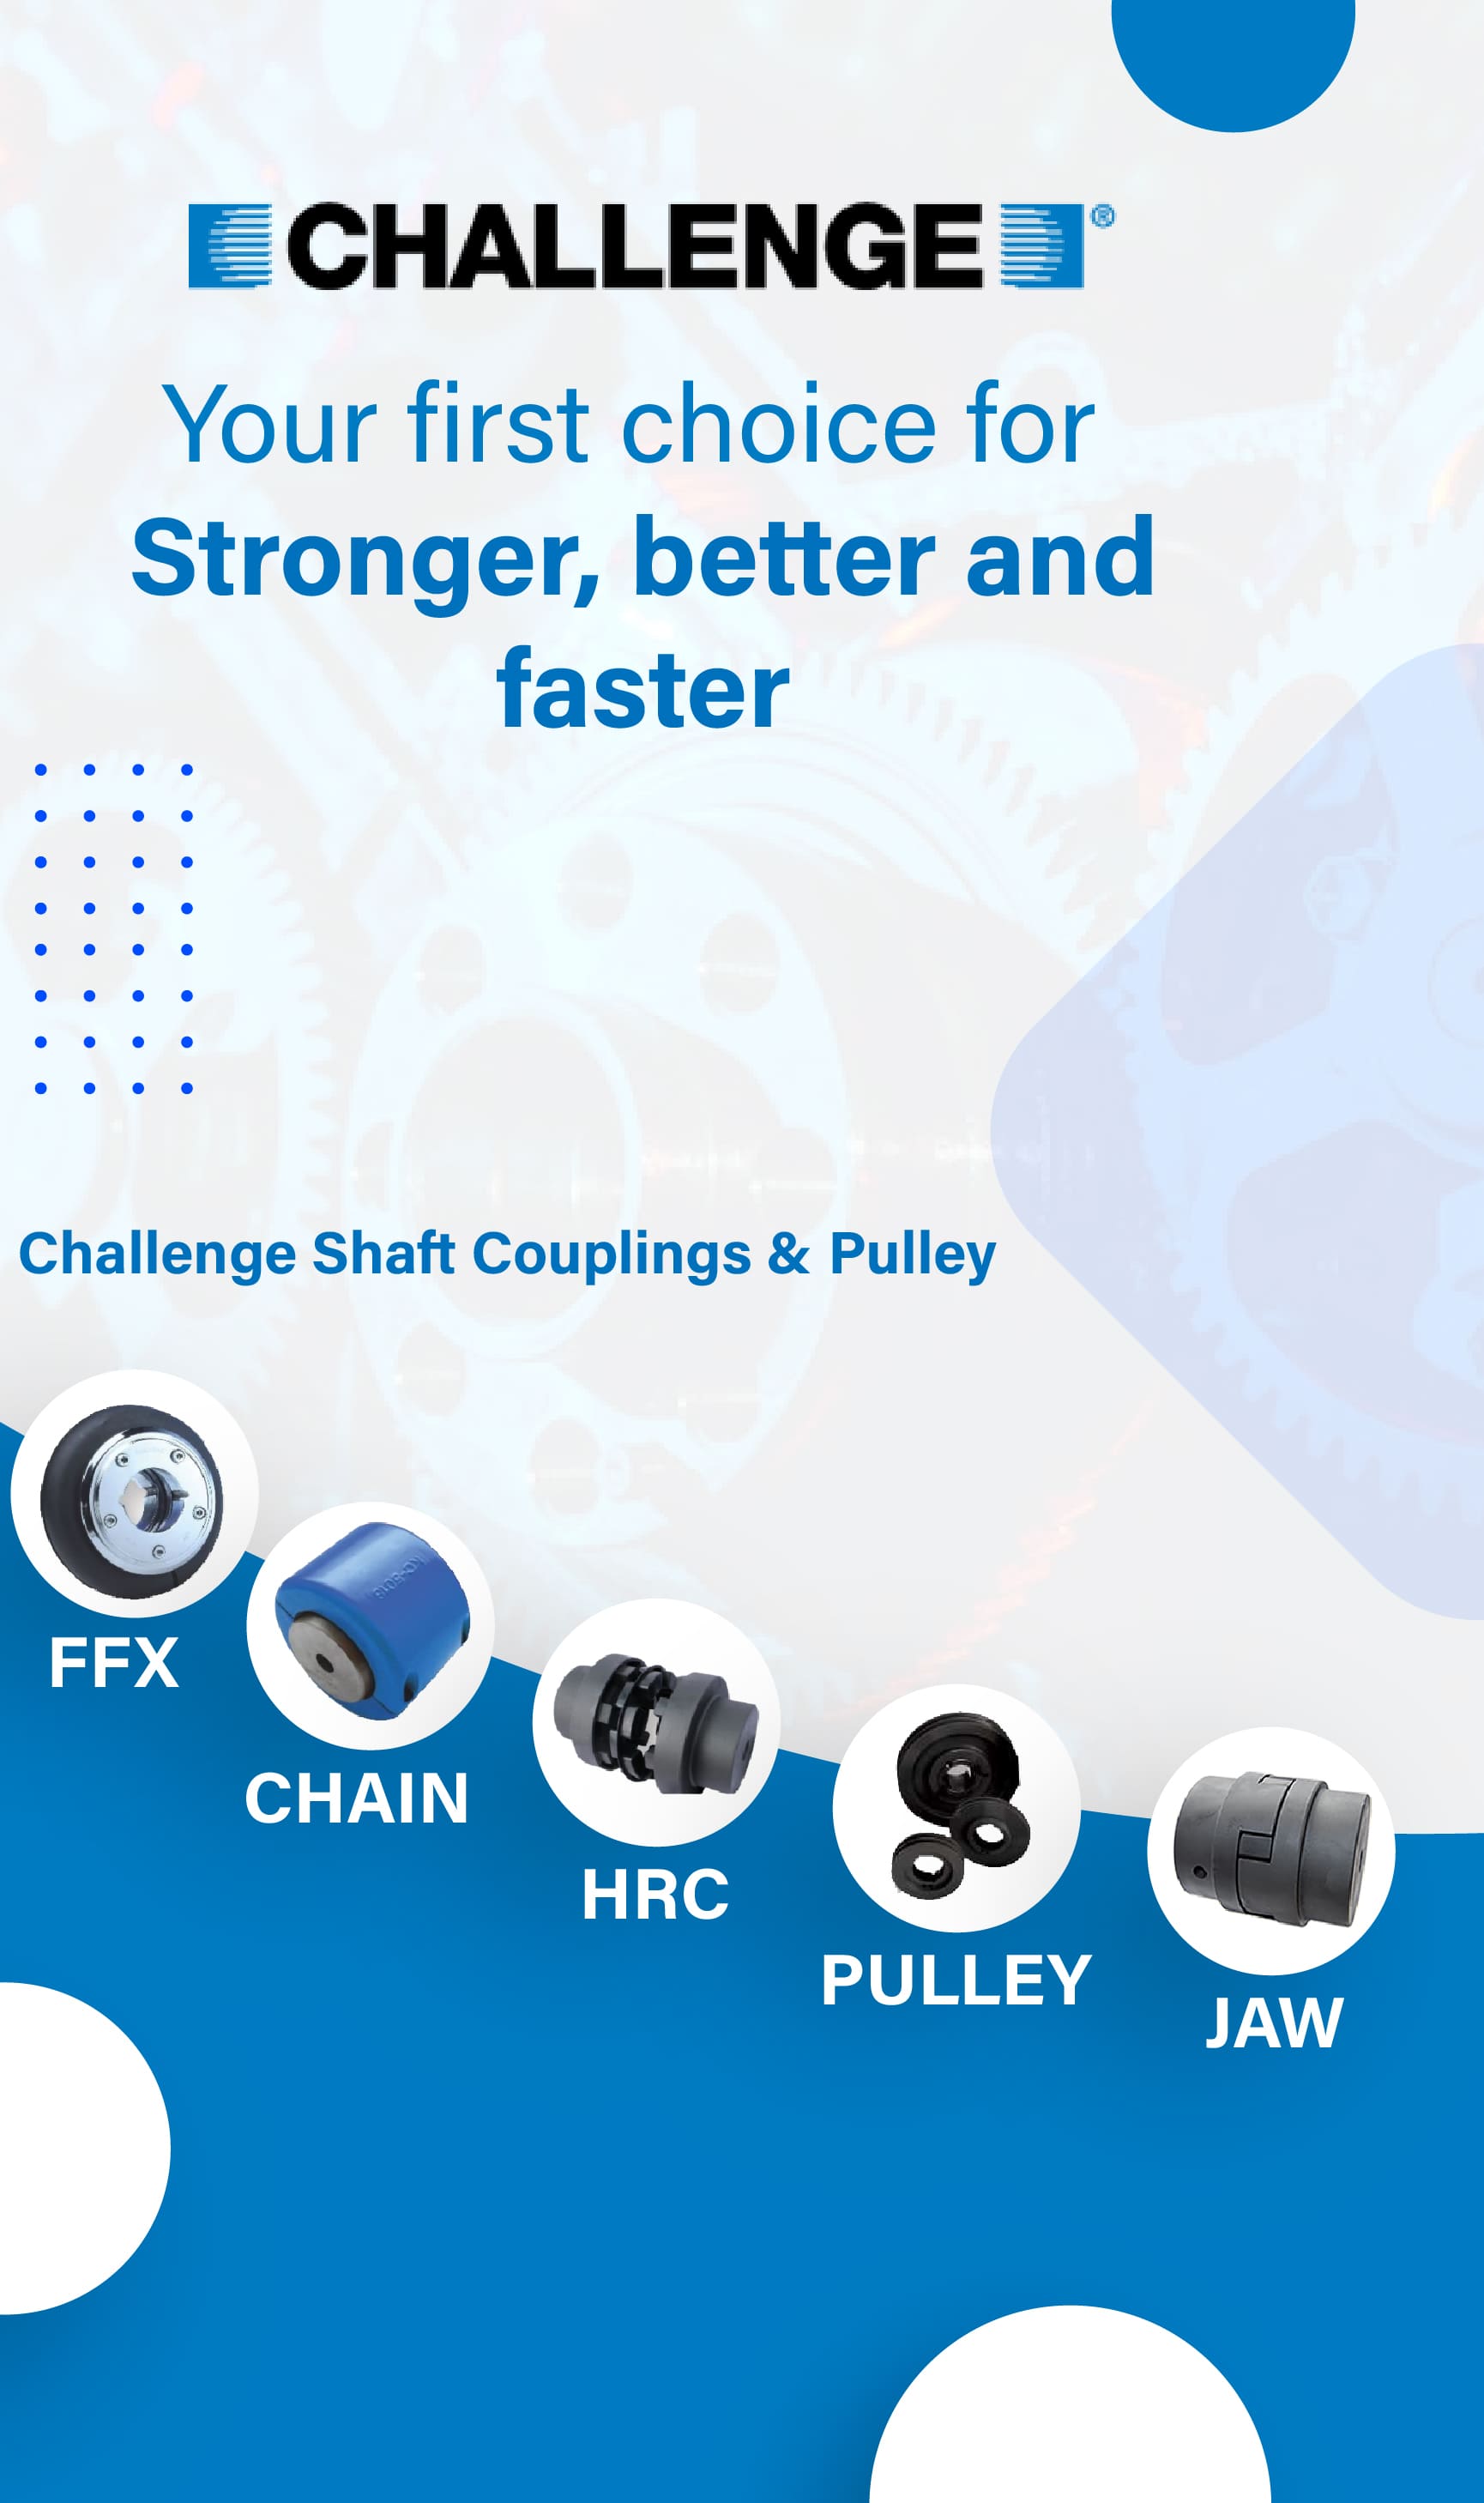 CHALLENGE®
Your first choice for
Stronger, better and
faster
Challenge Shaft Couplings & Pulley
FFX
CHAIN
HRC
PULLEY
JAW